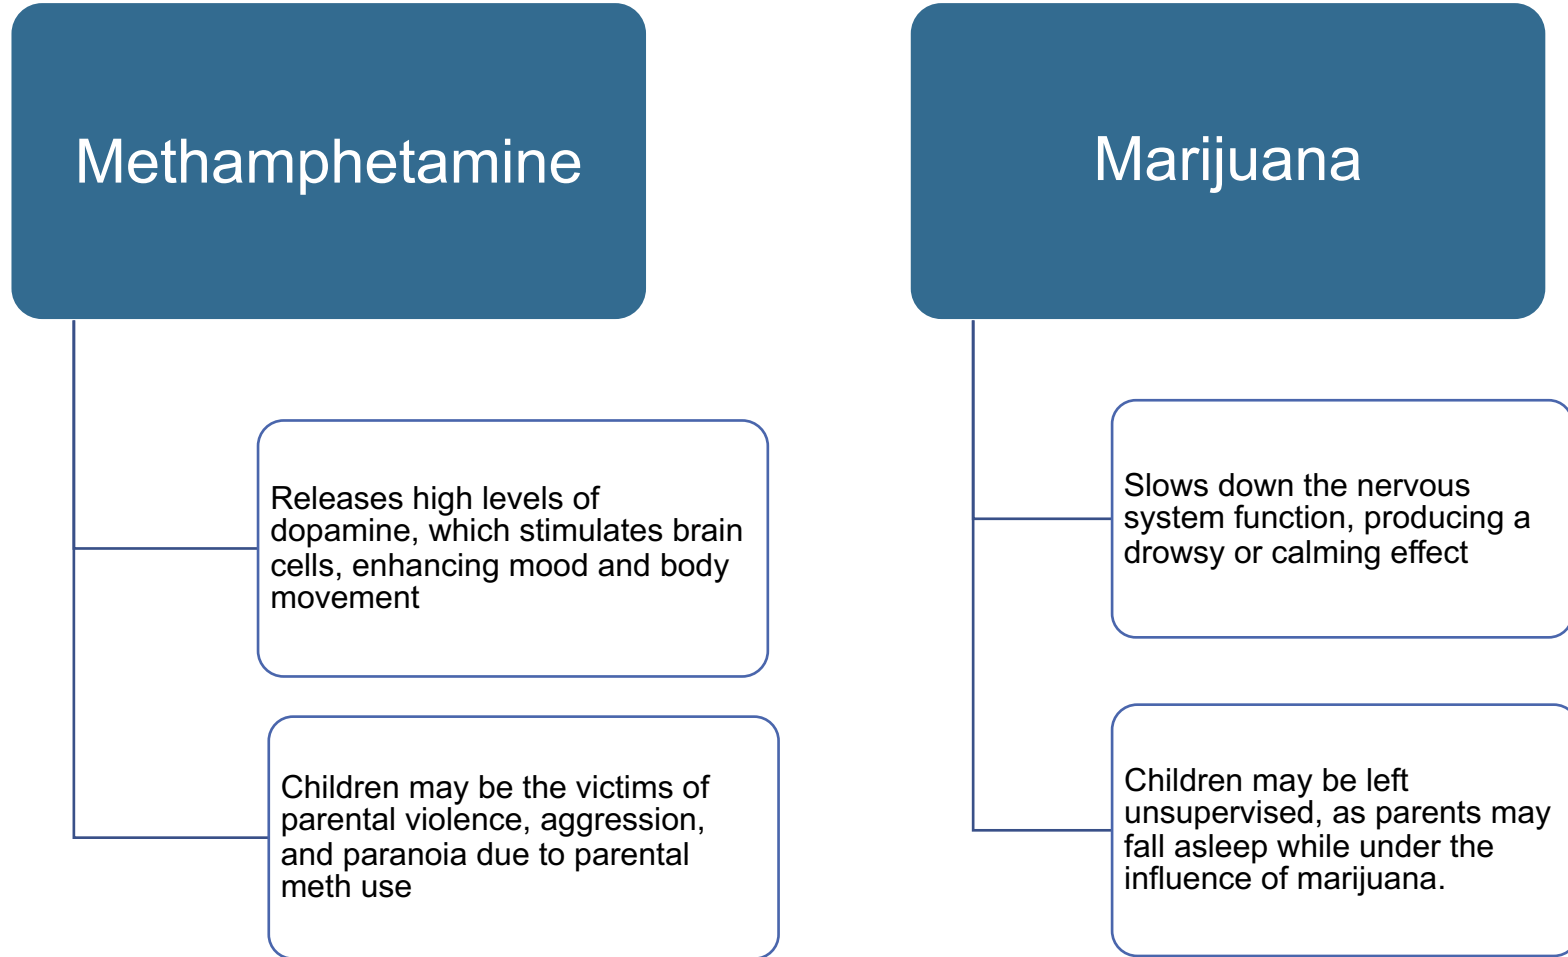 Methamphetamine
Releases high levels of
dopamine, which stimulates brain
cells, enhancing mood and body
movement
Children may be the victims of
parental violence, aggression,
and paranoia due to parental
meth use
Marijuana
Slows down the nervous
system function, producing a
drowsy or calming effect
Children may be left
unsupervised, as parents may
fall asleep while under the
influence of marijuana.